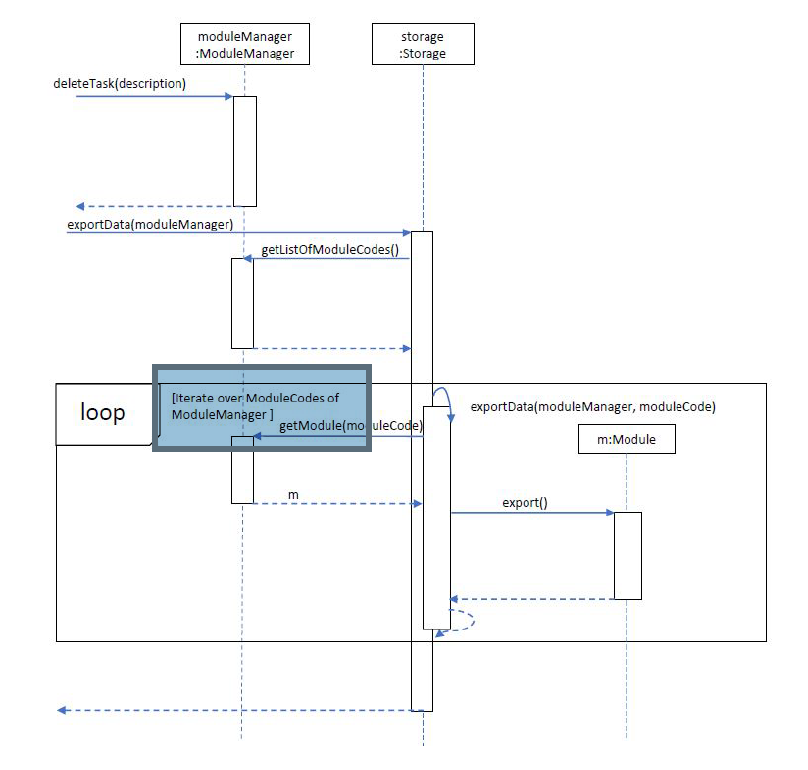 moduleManager
:ModuleManager
storage
:Storage
deleteTask(description)
exportData(moduleManager)
getListOfModuleCodes()
loop
[Iterate over ModuleCodes of
ModuleManager ]
exportData(moduleManager, moduleCode)
getModule(moduleCode)
m:Module
m
export()